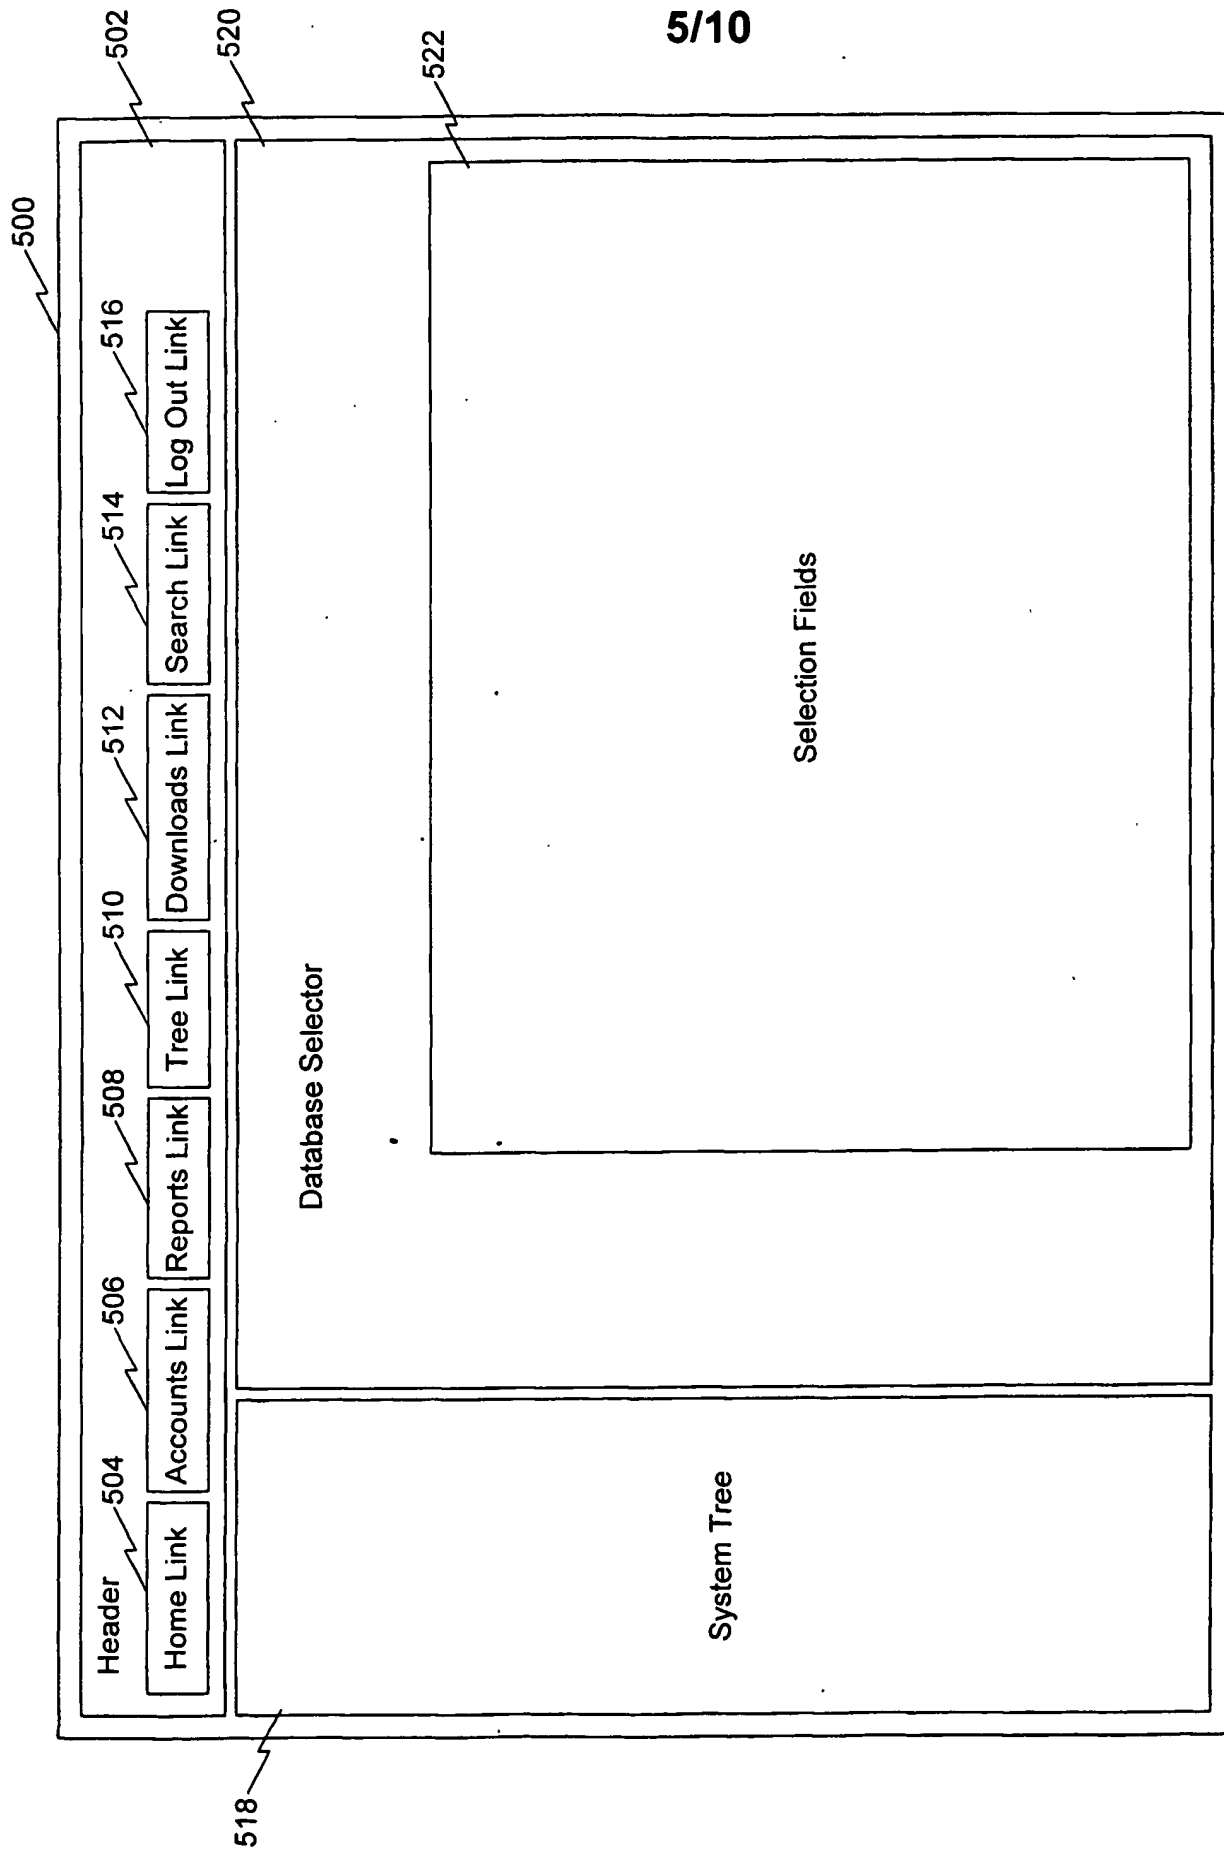 5/10
500
502
Header
504
506
508
510
512
514
516
Home Link
Accounts Link
Reports Link
Tree Link
Downloads Link
Search Link
Log Out Link
518
System Tree
520
Database Selector
522
Selection Fields